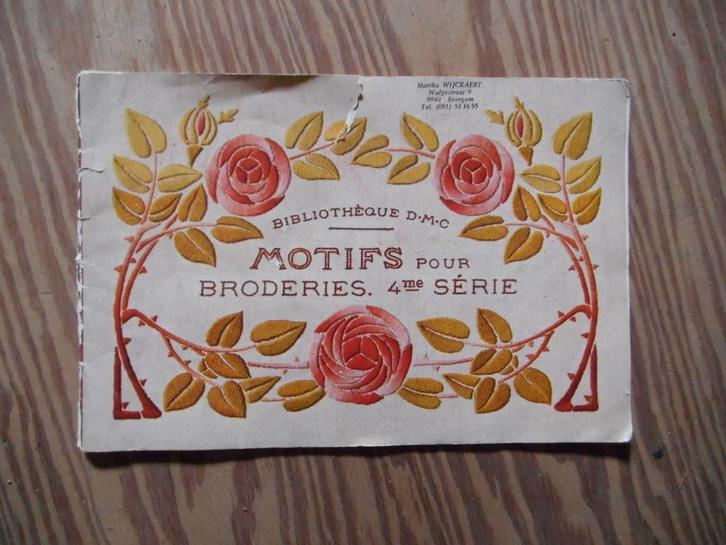 Martha WIJCKAERT
Walgestraat 9
9940 Evergem
Tel. (091) 53 16 95
BIBLIOTHÈQUE D·M·C
MOTIFS POUR
BRODERIES. 4me SÉRIE